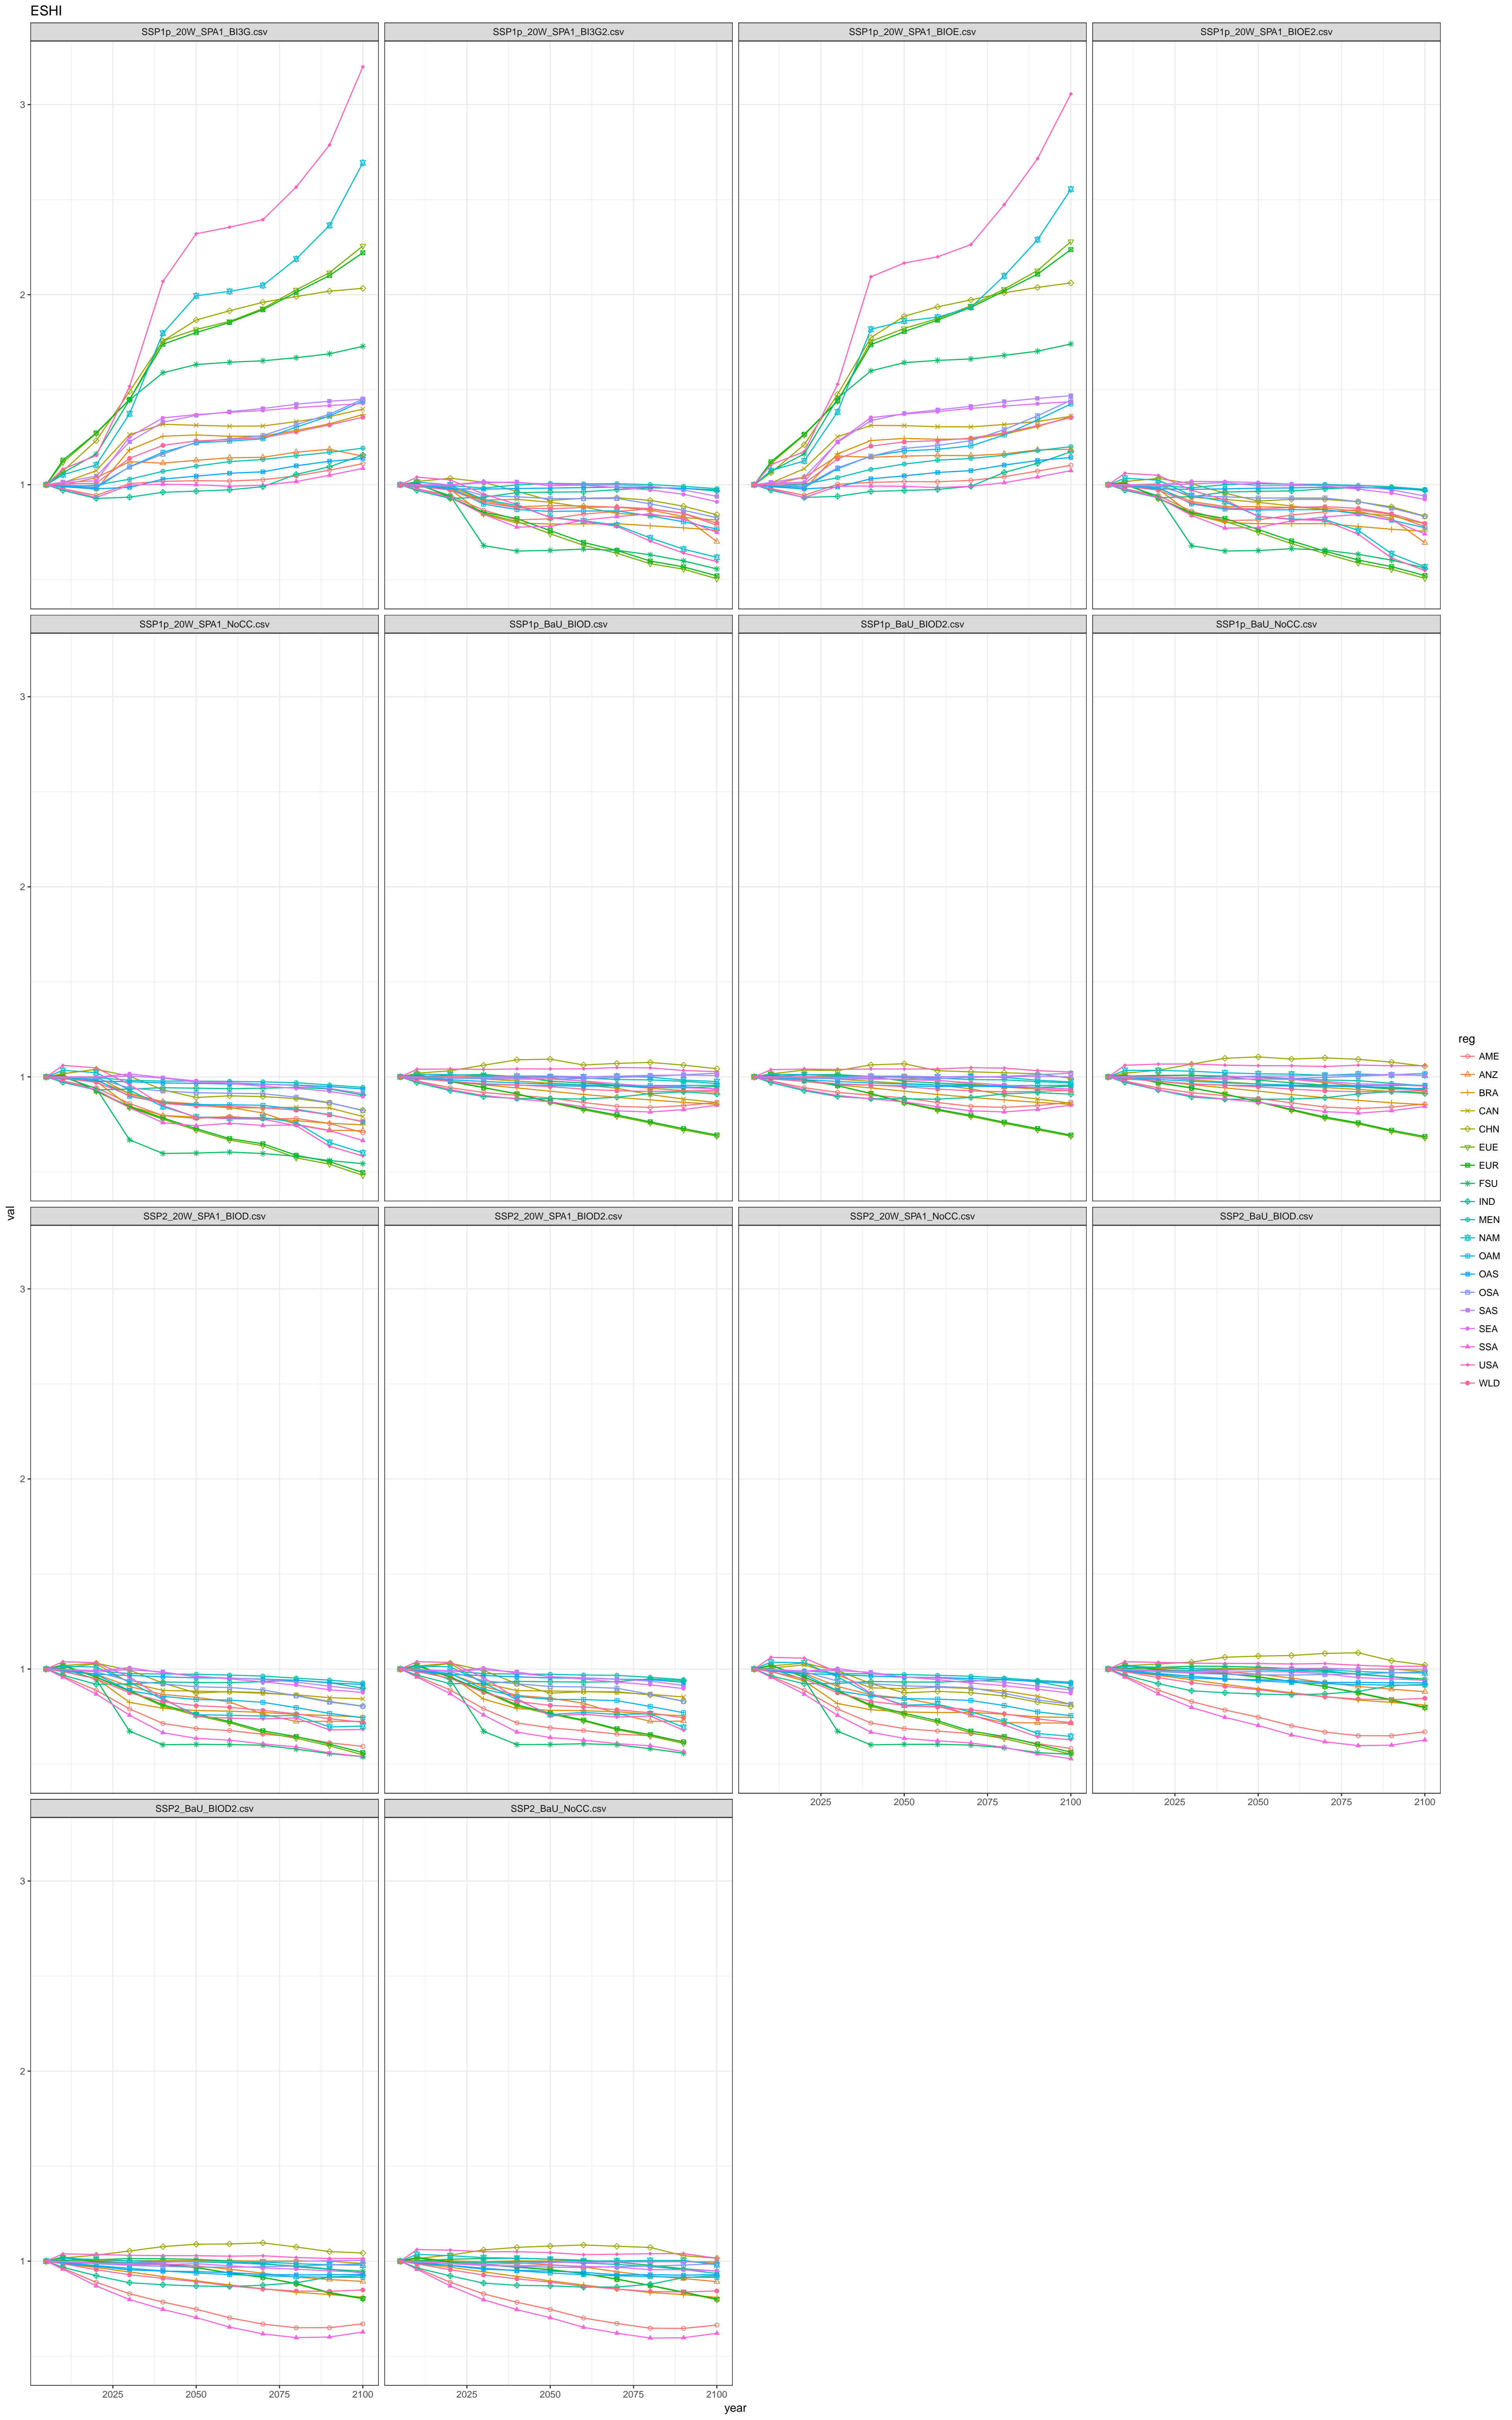 ESHI
SSP1p_20W_SPA1_BI3G.csv
SSP1p_20W_SPA1_BI3G2.csv
SSP1p_20W_SPA1_BIOE.csv
SSP1p_20W_SPA1_BIOE2.csv
3
2
1
SSP1p_20W_SPA1_NoCC.csv
SSP1p_BaU_BIOD.csv
SSP1p_BaU_BIOD2.csv
SSP1p_BaU_NoCC.csv
3
2
1
SSP2_20W_SPA1_BIOD.csv
SSP2_20W_SPA1_BIOD2.csv
SSP2_20W_SPA1_NoCC.csv
SSP2_BaU_BIOD.csv
3
2
1
2025 2050 2075 2100
2025 2050 2075 2100
SSP2_BaU_BIOD2.csv
SSP2_BaU_NoCC.csv
3
2
1
2025 2050 2075 2100
2025 2050 2075 2100
year
val
reg
AME
ANZ
BRA
CAN
CHN
EUE
EUR
FSU
IND
MEN
NAM
OAM
OAS
OSA
SAS
SEA
SSA
USA
WLD